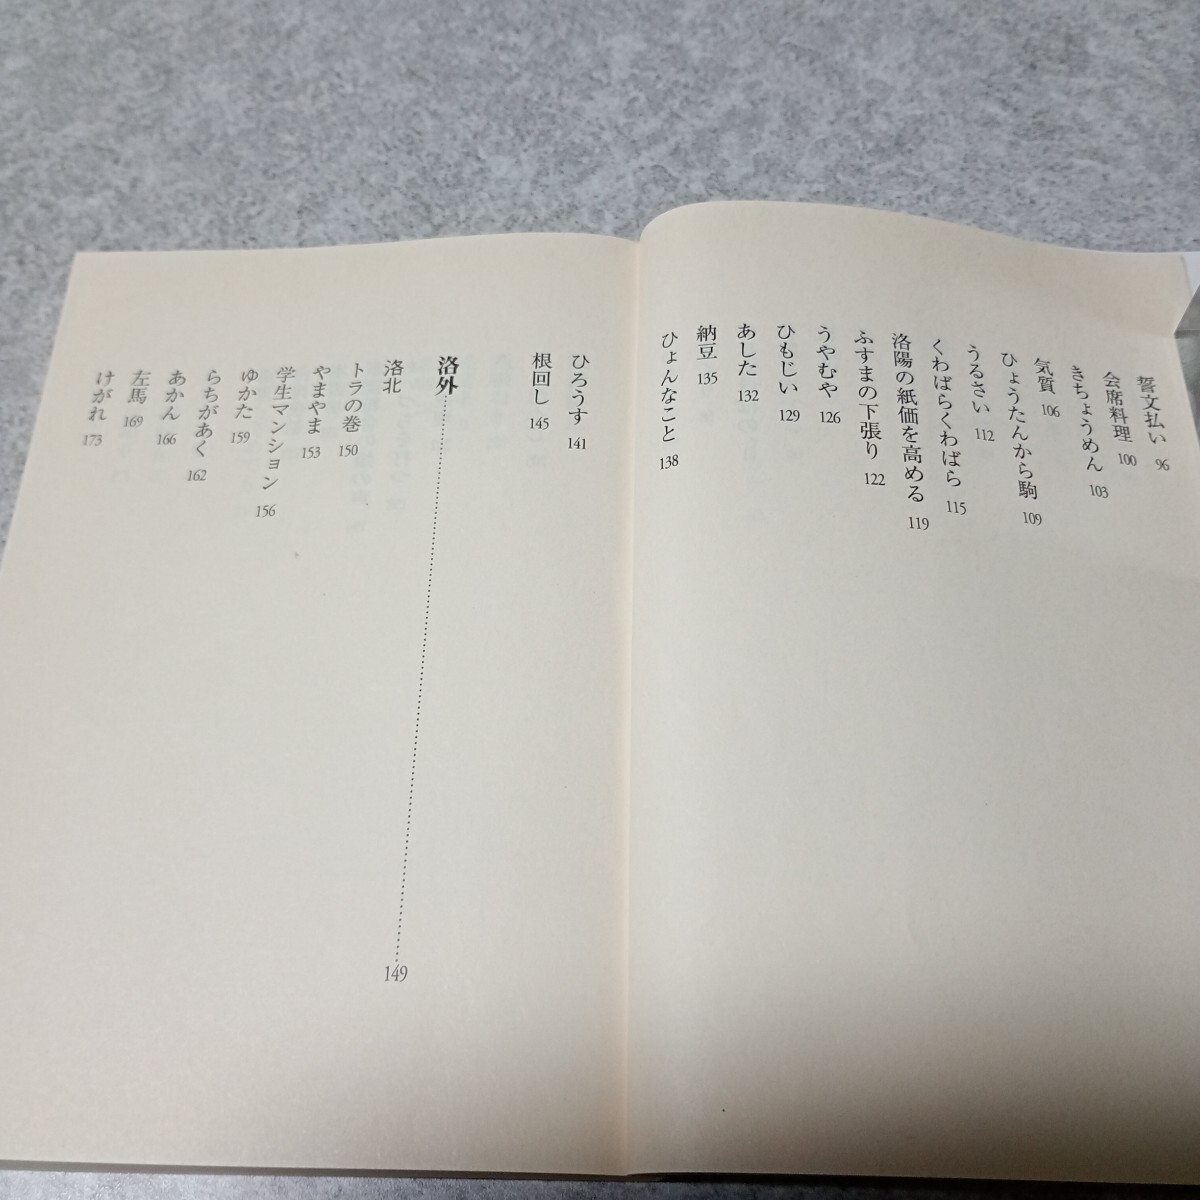 誓文払い 96
会席料理 100
きちょうめん 103
気質 106
ひょうたんから駒 109
うるさい 112
くわばらくわばら 115
洛陽の紙価を高める 119
ふすまの下張り 122
うやむや 126
ひもじい 129
あした 132
納豆 135
ひょんなこと 138
ひろうす 141
根回し 145
洛外……149
洛北
トラの巻 150
やまやま 153
学生マンション 156
ゆかた 159
らちがあく 162
あかん 166
左馬 169
けがれ 173